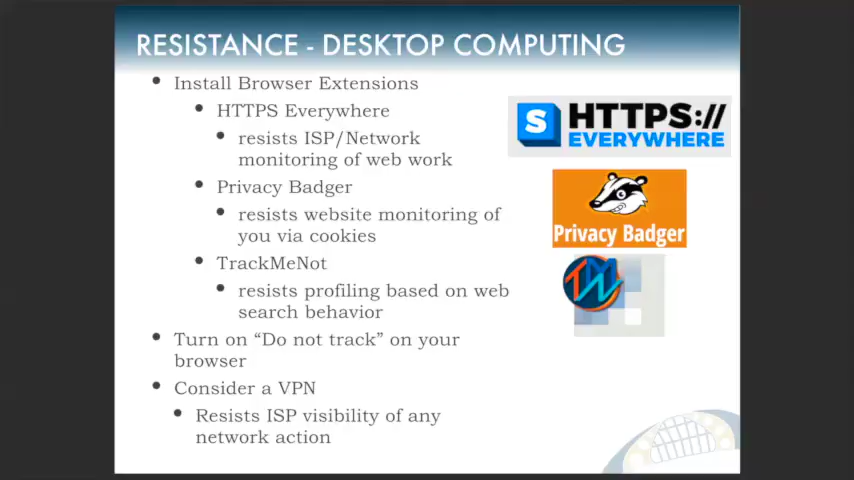 RESISTANCE - DESKTOP COMPUTING
• Install Browser Extensions
• HTTPS Everywhere
• resists ISP/Network
monitoring of web work
• Privacy Badger
• resists website monitoring of
you via cookies
• TrackMeNot
• resists profiling based on web
search behavior
• Turn on “Do not track” on your
browser
• Consider a VPN
• Resists ISP visibility of any
network action
S HTTPS://
EVERYWHERE
Privacy Badger
TMN